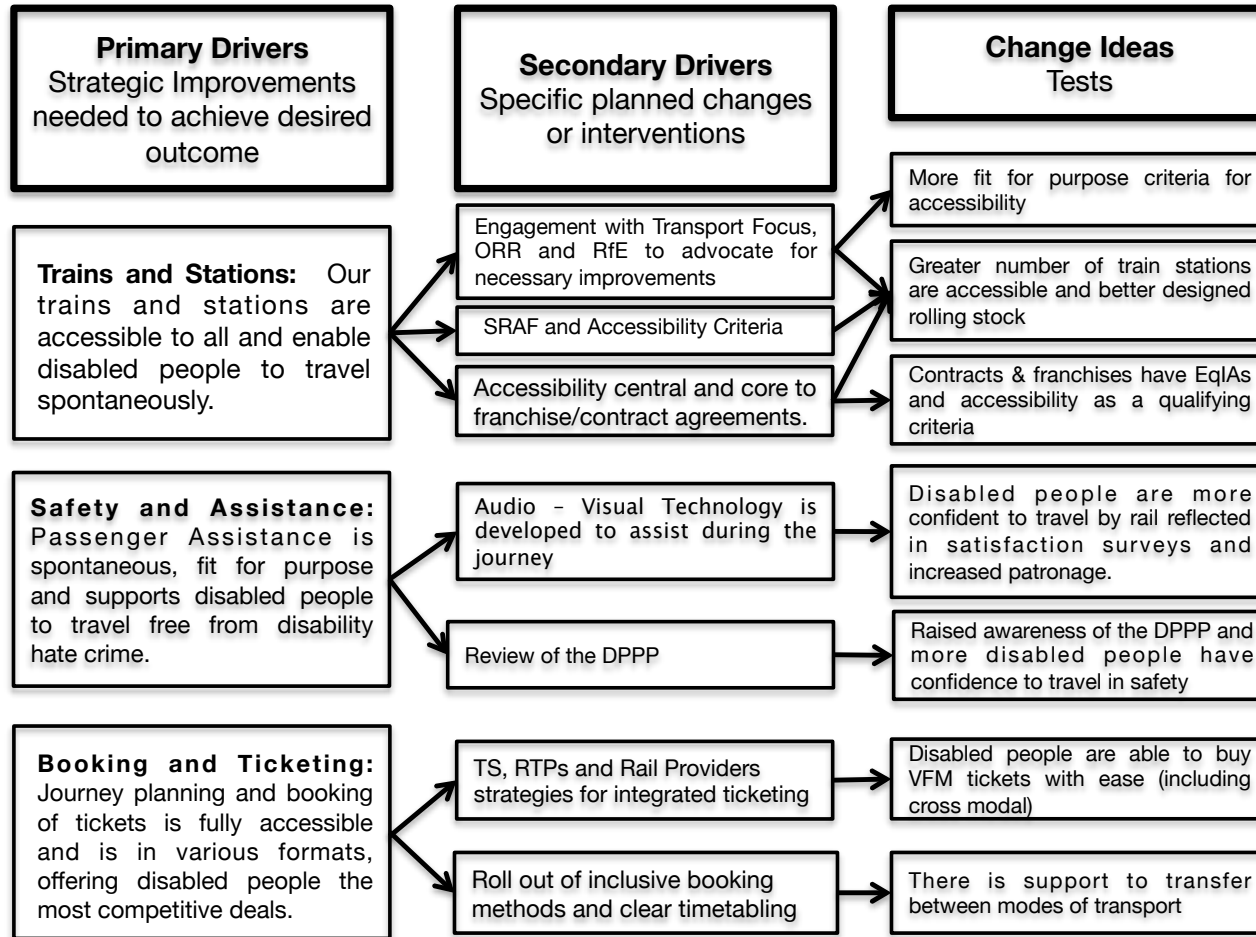 Primary Drivers
Strategic Improvements
needed to achieve desired
outcome
Secondary Drivers
Specific planned changes
or interventions
Change Ideas
Tests
Trains and Stations: Our
trains and stations are
accessible to all and enable
disabled people to travel
spontaneously.
Engagement with Transport Focus,
ORR and RfE to advocate for
necessary improvements
SRAF and Accessibility Criteria
Accessibility central and core to
franchise/contract agreements.
More fit for purpose criteria for
accessibility
Greater number of train stations
are accessible and better designed
rolling stock
Contracts & franchises have EqIAs
and accessibility as a qualifying
criteria
Safety and Assistance:
Passenger Assistance is
spontaneous, fit for purpose
and supports disabled people
to travel free from disability
hate crime.
Audio – Visual Technology is
developed to assist during the
journey
Review of the DPPP
Disabled people are more
confident to travel by rail reflected
in satisfaction surveys and
increased patronage.
Raised awareness of the DPPP and
more disabled people have
confidence to travel in safety
Booking and Ticketing:
Journey planning and booking
of tickets is fully accessible
and is in various formats,
offering disabled people the
most competitive deals.
TS, RTPs and Rail Providers
strategies for integrated ticketing
Roll out of inclusive booking
methods and clear timetabling
Disabled people are able to buy
VFM tickets with ease (including
cross modal)
There is support to transfer
between modes of transport